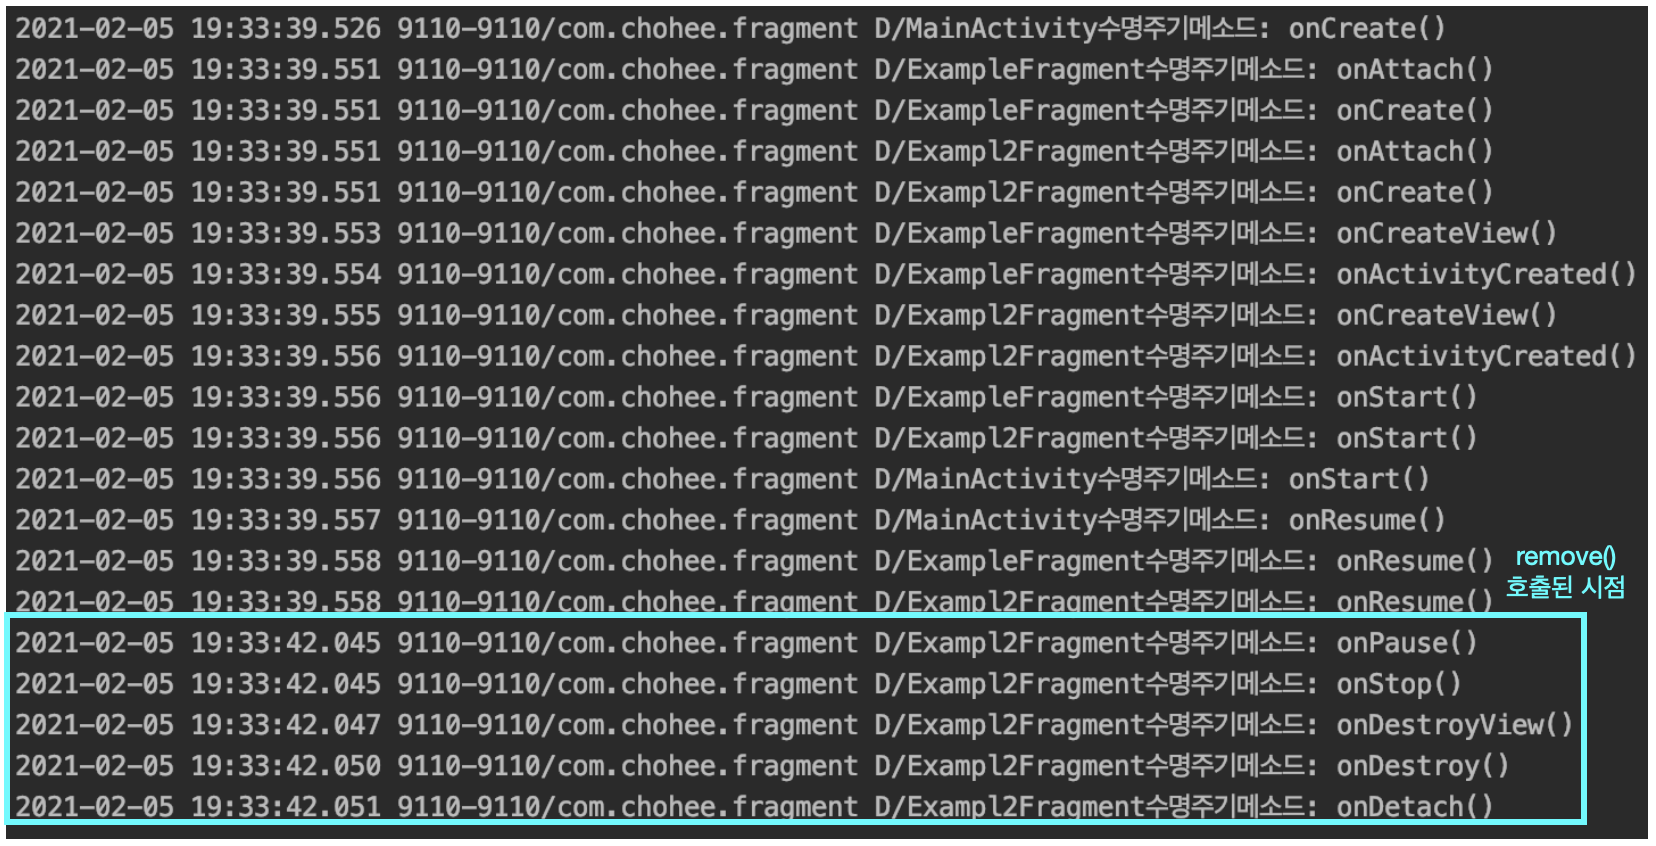 2021-02-05 19:33:39.526 9110-9110/com.chohee.fragment D/MainActivity수명주기메소드: onCreate()
2021-02-05 19:33:39.551 9110-9110/com.chohee.fragment D/ExampleFragment수명주기메소드: onAttach()
2021-02-05 19:33:39.551 9110-9110/com.chohee.fragment D/ExampleFragment수명주기메소드: onCreate()
2021-02-05 19:33:39.551 9110-9110/com.chohee.fragment D/Exampl2Fragment수명주기메소드: onAttach()
2021-02-05 19:33:39.551 9110-9110/com.chohee.fragment D/Exampl2Fragment수명주기메소드: onCreate()
2021-02-05 19:33:39.553 9110-9110/com.chohee.fragment D/ExampleFragment수명주기메소드: onCreateView()
2021-02-05 19:33:39.554 9110-9110/com.chohee.fragment D/ExampleFragment수명주기메소드: onActivityCreated()
2021-02-05 19:33:39.555 9110-9110/com.chohee.fragment D/Exampl2Fragment수명주기메소드: onCreateView()
2021-02-05 19:33:39.556 9110-9110/com.chohee.fragment D/Exampl2Fragment수명주기메소드: onActivityCreated()
2021-02-05 19:33:39.556 9110-9110/com.chohee.fragment D/ExampleFragment수명주기메소드: onStart()
2021-02-05 19:33:39.556 9110-9110/com.chohee.fragment D/Exampl2Fragment수명주기메소드: onStart()
2021-02-05 19:33:39.556 9110-9110/com.chohee.fragment D/MainActivity수명주기메소드: onStart()
2021-02-05 19:33:39.557 9110-9110/com.chohee.fragment D/MainActivity수명주기메소드: onResume()
2021-02-05 19:33:39.558 9110-9110/com.chohee.fragment D/ExampleFragment수명주기메소드: onResume()
2021-02-05 19:33:39.558 9110-9110/com.chohee.fragment D/Exampl2Fragment수명주기메소드: onResume()
remove()
호출된 시점
2021-02-05 19:33:42.045 9110-9110/com.chohee.fragment D/Exampl2Fragment수명주기메소드: onPause()
2021-02-05 19:33:42.045 9110-9110/com.chohee.fragment D/Exampl2Fragment수명주기메소드: onStop()
2021-02-05 19:33:42.047 9110-9110/com.chohee.fragment D/Exampl2Fragment수명주기메소드: onDestroyView()
2021-02-05 19:33:42.050 9110-9110/com.chohee.fragment D/Exampl2Fragment수명주기메소드: onDestroy()
2021-02-05 19:33:42.051 9110-9110/com.chohee.fragment D/Exampl2Fragment수명주기메소드: onDetach()